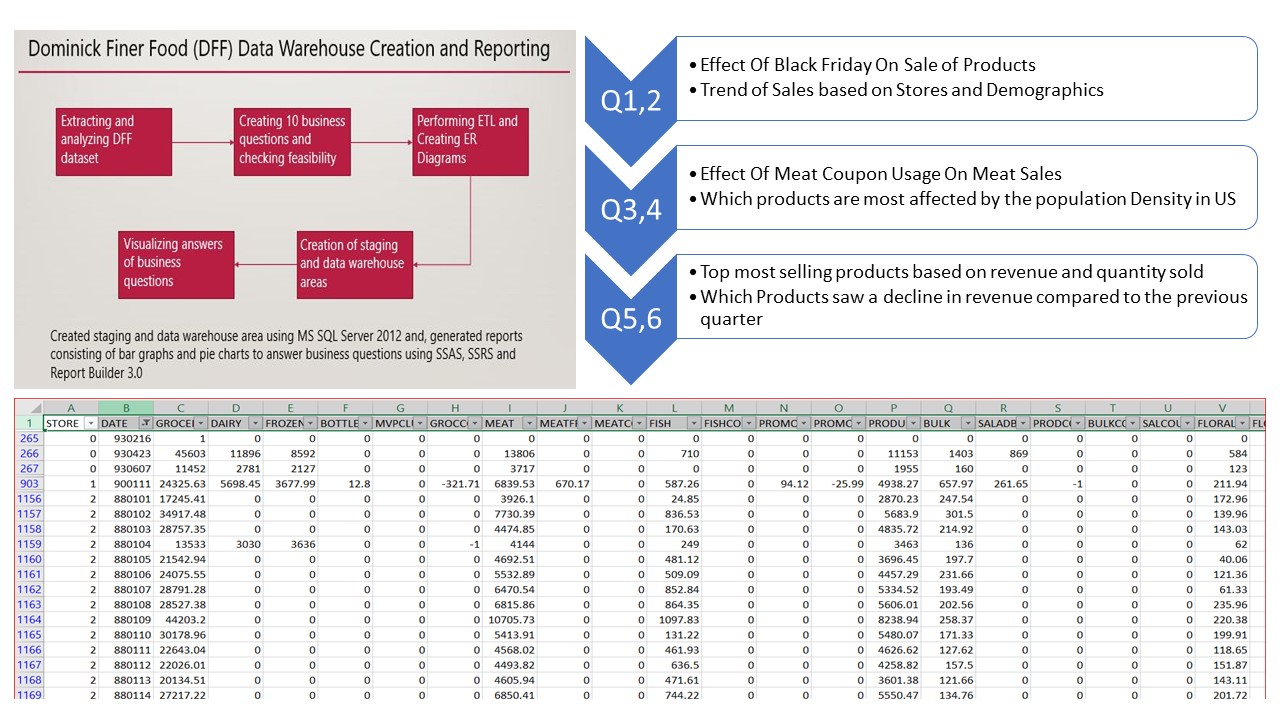 Dominick Finer Food (DFF) Data Warehouse Creation and Reporting
Extracting and
analyzing DFF
dataset
Creating 10 business
questions and
checking feasibility
Performing ETL and
Creating ER
Diagrams
Visualizing answers
of business
questions
Creation of staging
and data warehouse
areas
Created staging and data warehouse area using MS SQL Server 2012 and, generated reports
consisting of bar graphs and pie charts to answer business questions using SSAS, SSRS and
Report Builder 3.0
Q1,2
• Effect Of Black Friday On Sale of Products
• Trend of Sales based on Stores and Demographics
Q3,4
• Effect Of Meat Coupon Usage On Meat Sales
• Which products are most affected by the population Density in US
Q5,6
• Top most selling products based on revenue and quantity sold
• Which Products saw a decline in revenue compared to the previous
quarter
A B C D E F G H I J K L M N O P Q R S T U V
1 STORE DATE GROCE DAIRY FROZEN BOTTLE MVPCL GROCC MEAT MEATFI MEATC FISH FISHCO PROMC PROMC PRODU BULK SALADB PRODCU BULKCO SALCOU FLORAL FL
265 0 930216 1 0 0 0 0 0 0 0 0 0 0 0 0 0 0 0 0 0 0 0
266 0 930423 45603 11896 8592 0 0 0 13806 0 0 710 0 0 0 11153 1403 869 0 0 0 584
267 0 930607 11452 2781 2127 0 0 0 3717 0 0 0 0 0 0 1955 160 0 0 0 0 123
903 1 900111 24325.63 5698.45 3677.99 12.8 0 -321.71 6839.53 670.17 0 587.26 0 94.12 -25.99 4938.27 657.97 261.65 -1 0 0 211.94
1156 2 880101 17245.41 0 0 0 0 0 3926.1 0 0 24.85 0 0 0 2870.23 247.54 0 0 0 0 172.96
1157 2 880102 34917.48 0 0 0 0 0 7730.39 0 0 836.53 0 0 0 5683.9 301.5 0 0 0 0 139.96
1158 2 880103 28757.35 0 0 0 0 0 4474.85 0 0 170.63 0 0 0 4835.72 214.92 0 0 0 0 143.03
1159 2 880104 13533 3030 3636 0 0 -1 4144 0 0 249 0 0 0 3463 136 0 0 0 0 62
1160 2 880105 21542.94 0 0 0 0 0 4692.51 0 0 481.12 0 0 0 3696.45 197.7 0 0 0 0 40.06
1161 2 880106 24075.55 0 0 0 0 0 5532.89 0 0 509.09 0 0 0 4457.29 231.66 0 0 0 0 121.36
1162 2 880107 28791.28 0 0 0 0 0 6470.54 0 0 852.84 0 0 0 5334.52 193.49 0 0 0 0 61.33
1163 2 880108 28527.38 0 0 0 0 0 6815.86 0 0 864.35 0 0 0 5606.01 202.56 0 0 0 0 235.96
1164 2 880109 44203.2 0 0 0 0 0 10705.73 0 0 1097.83 0 0 0 8238.94 258.37 0 0 0 0 220.38
1165 2 880110 30178.96 0 0 0 0 0 5413.91 0 0 131.22 0 0 0 5480.07 171.33 0 0 0 0 199.91
1166 2 880111 22643.04 0 0 0 0 0 4568.02 0 0 461.93 0 0 0 4626.62 127.62 0 0 0 0 118.65
1167 2 880112 22026.01 0 0 0 0 0 4493.82 0 0 636.5 0 0 0 4258.82 157.5 0 0 0 0 151.87
1168 2 880113 20134.51 0 0 0 0 0 4605.94 0 0 471.61 0 0 0 3601.38 121.66 0 0 0 0 143.11
1169 2 880114 27217.22 0 0 0 0 0 6850.41 0 0 744.22 0 0 0 5550.47 134.76 0 0 0 0 201.72